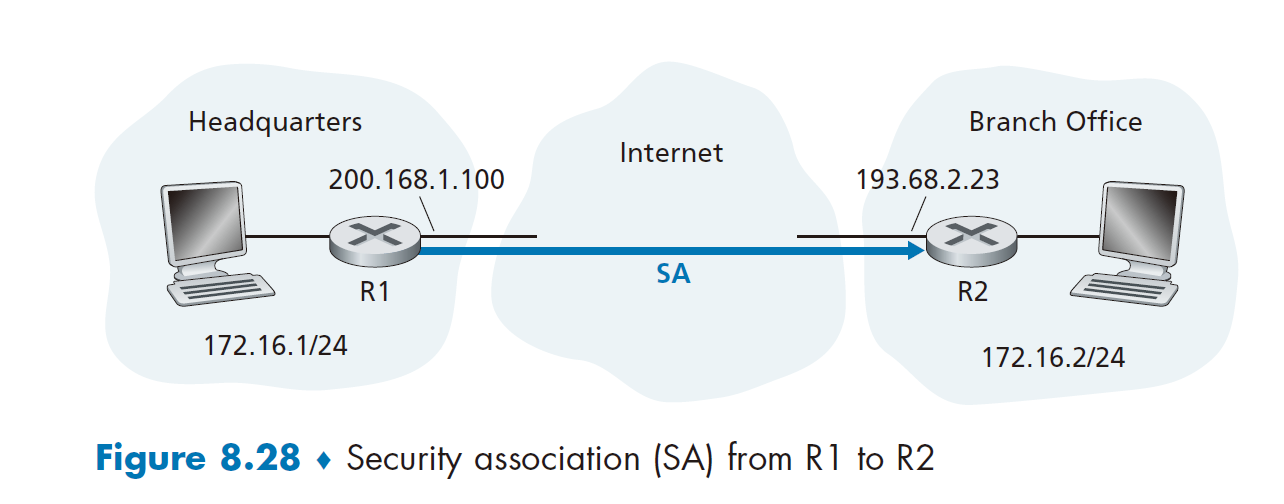 Headquarters
Branch Office
Internet
200.168.1.100
193.68.2.23
SA
R1
R2
172.16.1/24
172.16.2/24
Figure 8.28 ♦ Security association (SA) from R1 to R2